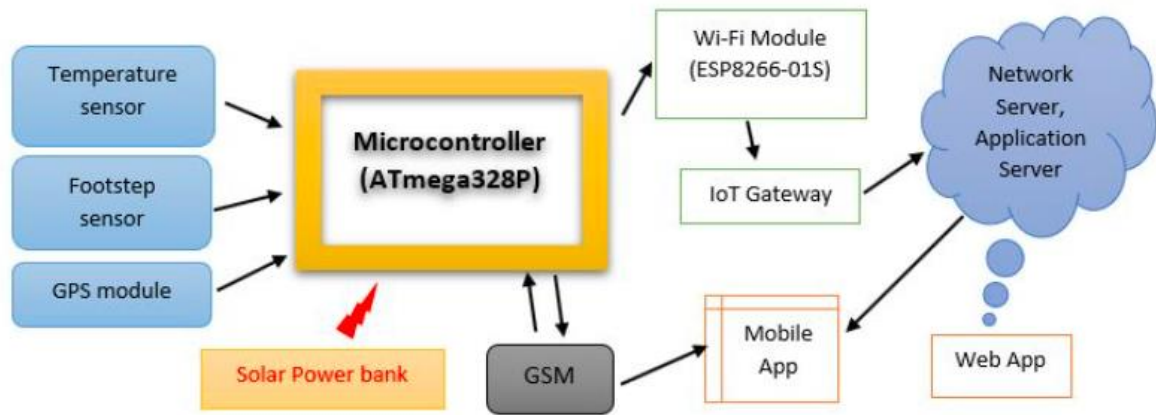 Temperature
sensor
Footstep
sensor
GPS module
Microcontroller
(ATmega328P)
Solar Power bank
GSM
Wi-Fi Module
(ESP8266-01S)
IoT Gateway
Network
Server,
Application
Server
Mobile
App
Web App